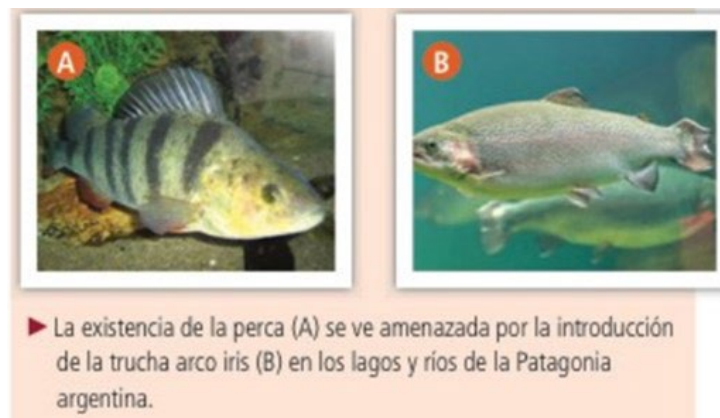 A
B
► La existencia de la perca (A) se ve amenazada por la introducción
de la trucha arco iris (B) en los lagos y ríos de la Patagonia
argentina.